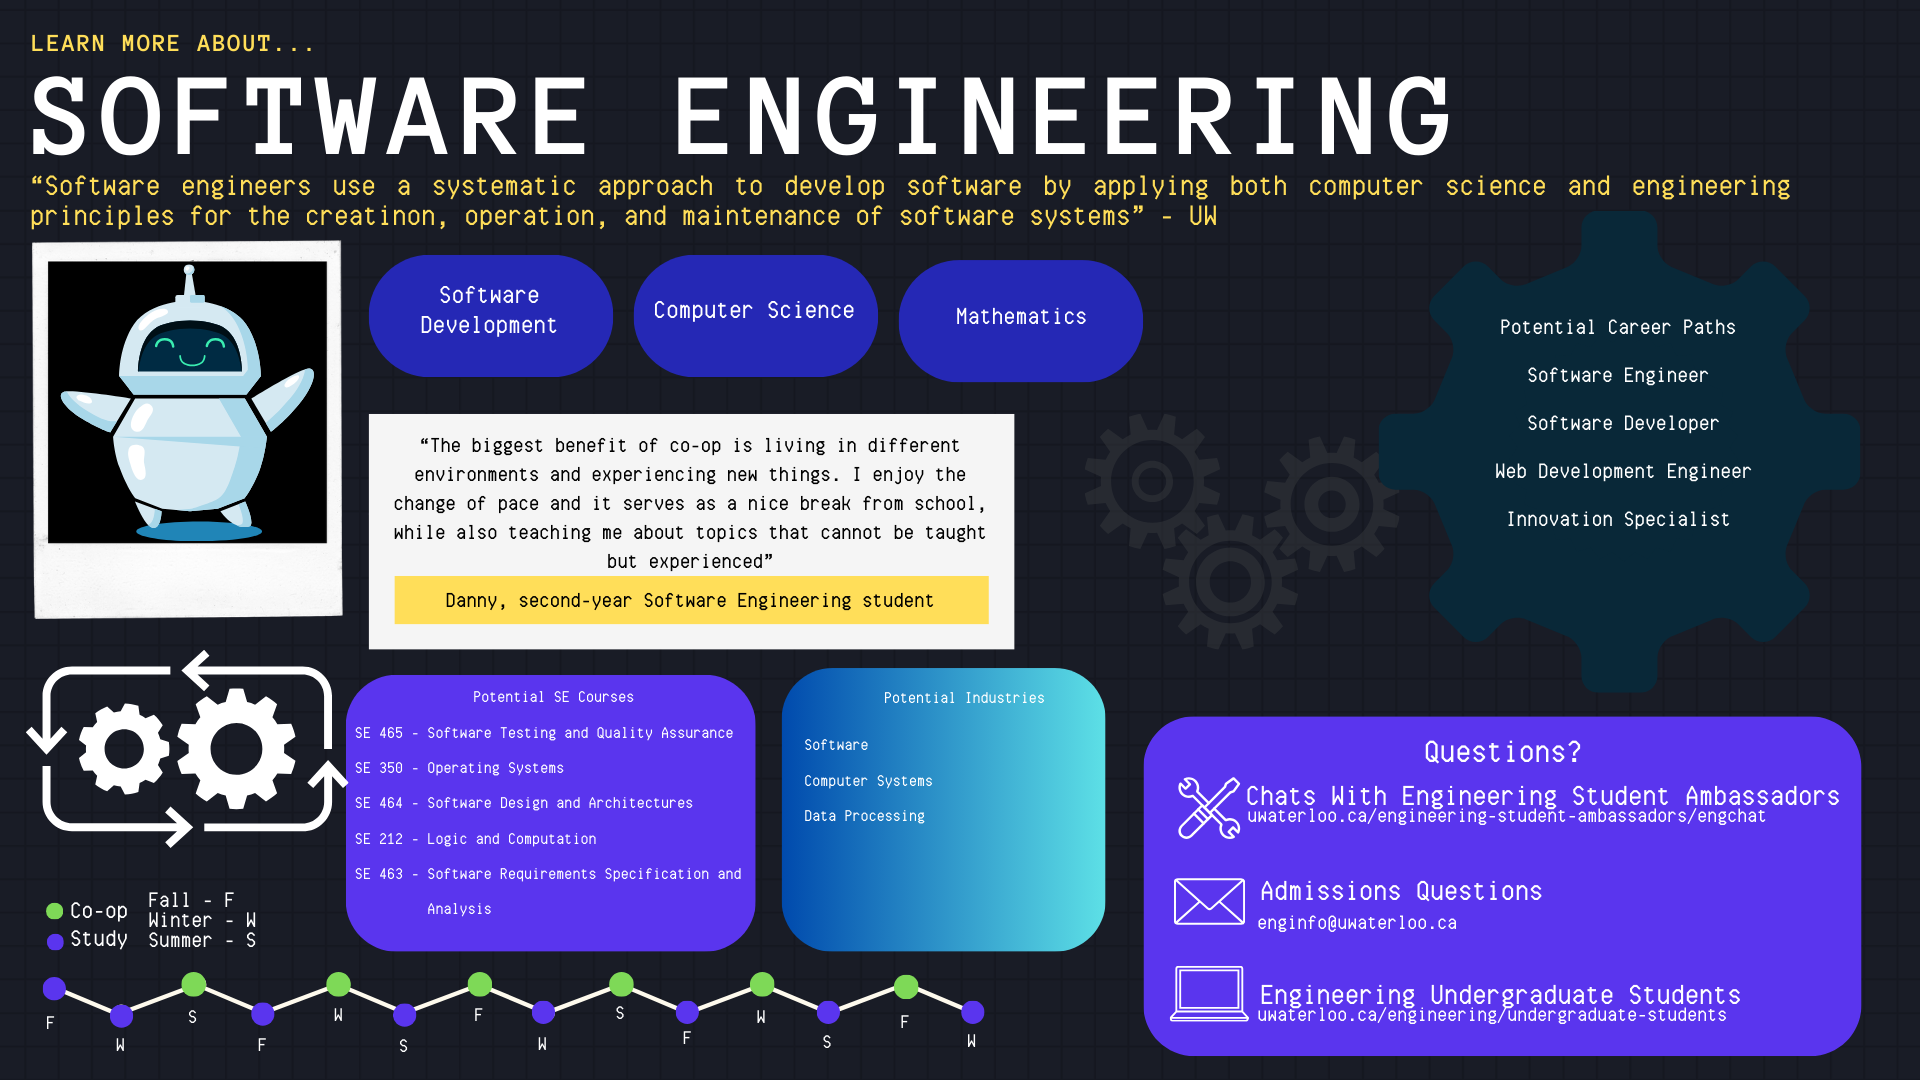 LEARN MORE ABOUT...
SOFTWARE ENGINEERING
“Software engineers use a systematic approach to develop software by applying both computer science and engineering
principles for the creatinon, operation, and maintenance of software systems” - UW
Software
Development
Computer Science
Mathematics
Potential Career Paths
Software Engineer
Software Developer
Web Development Engineer
Innovation Specialist
“The biggest benefit of co-op is living in different
environments and experiencing new things. I enjoy the
change of pace and it serves as a nice break from school,
while also teaching me about topics that cannot be taught
but experienced”
Danny, second-year Software Engineering student
Potential SE Courses
SE 465 - Software Testing and Quality Assurance
SE 350 - Operating Systems
SE 464 - Software Design and Architectures
SE 212 - Logic and Computation
SE 463 - Software Requirements Specification and
Analysis
Potential Industries
Software
Computer Systems
Data Processing
Questions?
Chats With Engineering Student Ambassadors
uwaterloo.ca/engineering-student-ambassadors/engchat
Admissions Questions
enginfo@uwaterloo.ca
Engineering Undergraduate Students
uwaterloo.ca/engineering/undergraduate-students
Co-op
Study
Fall - F
Winter - W
Summer - S
F W S F W S F W S F W S F W